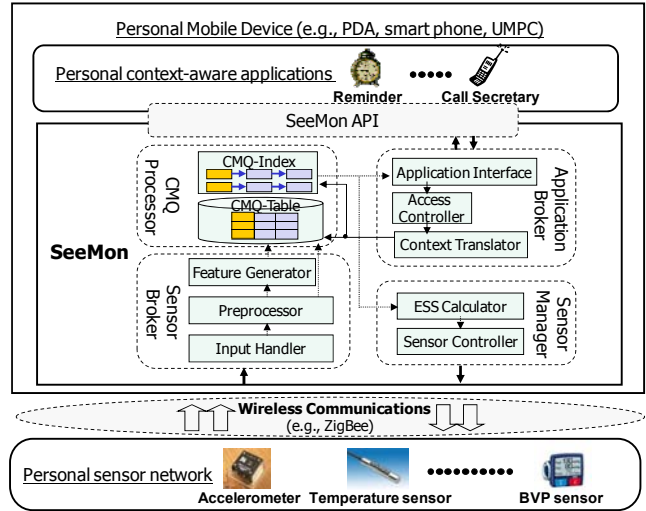 Personal Mobile Device (e.g., PDA, smart phone, UMPC)
Personal context-aware applications
Reminder
Call Secretary
SeeMon API
CMQ
Processor
CMQ-Index
CMQ-Table
Application Interface
Access
Controller
Context Translator
Application
Broker
SeeMon
Sensor
Broker
Feature Generator
Preprocessor
Input Handler
ESS Calculator
Sensor Controller
Sensor
Manager
Wireless Communications
(e.g., ZigBee)
Personal sensor network
Accelerometer
Temperature sensor
BVP sensor